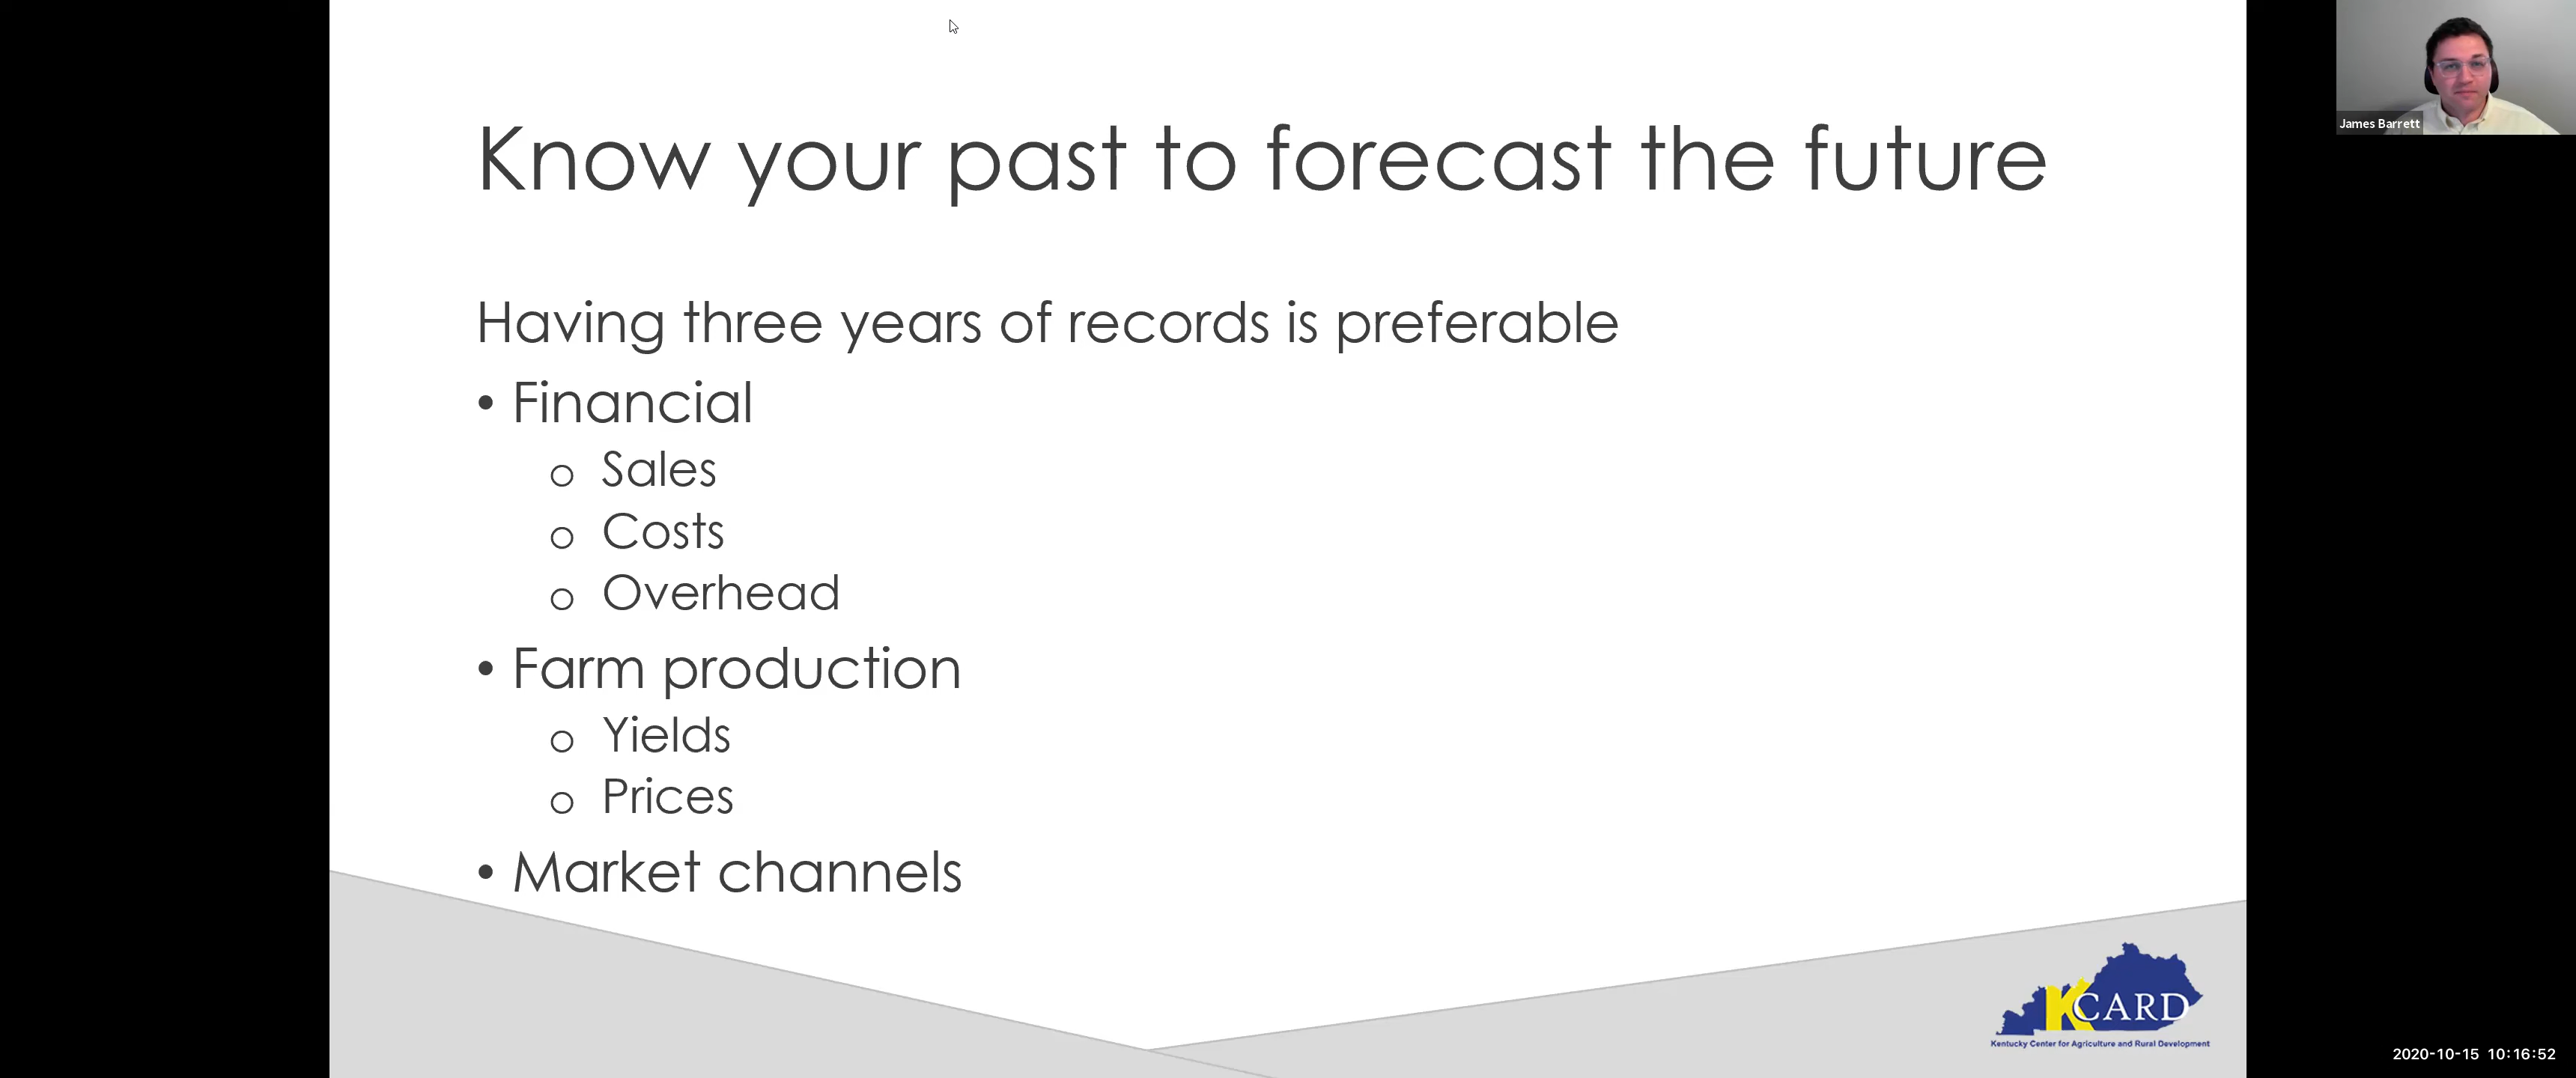 Know your past to forecast the future
James Barrett
Having three years of records is preferable
• Financial
o Sales
o Costs
o Overhead
• Farm production
o Yields
o Prices
• Market channels
KCARD
Kentucky Center for Agriculture and Rural Development
2020-10-15 10:16:52